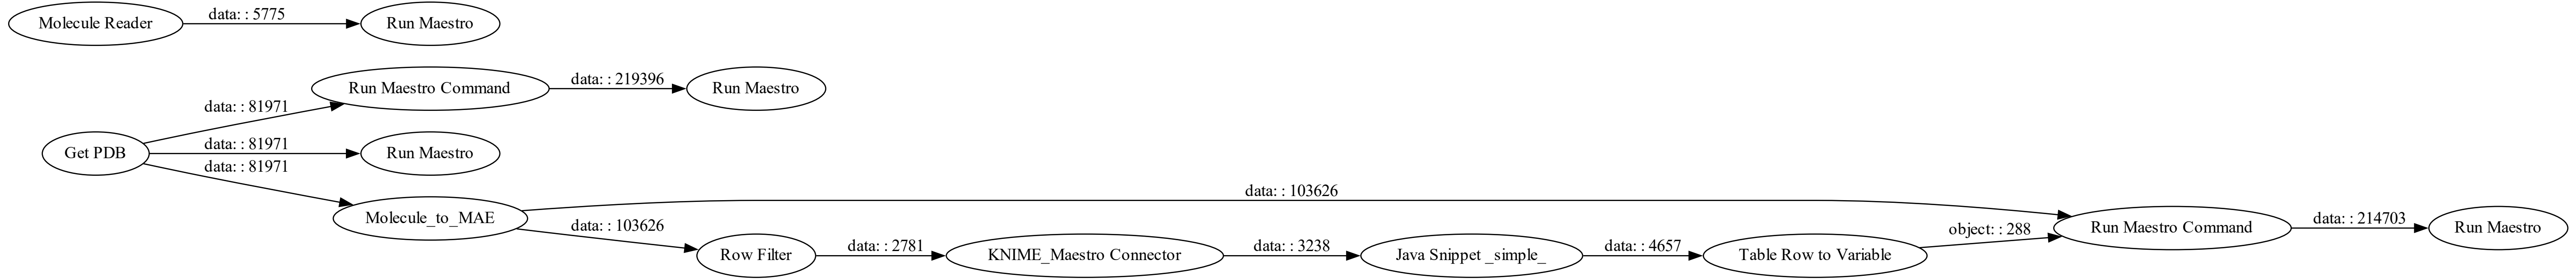 Molecule Reader
data: : 5775
Run Maestro
Run Maestro Command
data: : 219396
Run Maestro
data: : 81971
Get PDB
data: : 81971
Run Maestro
data: : 81971
Molecule_to_MAE
data: : 103626
data: : 103626
Row Filter
data: : 2781
KNIME_Maestro Connector
data: : 3238
Java Snippet _simple_
data: : 4657
Table Row to Variable
object: : 288
Run Maestro Command
data: : 214703
Run Maestro